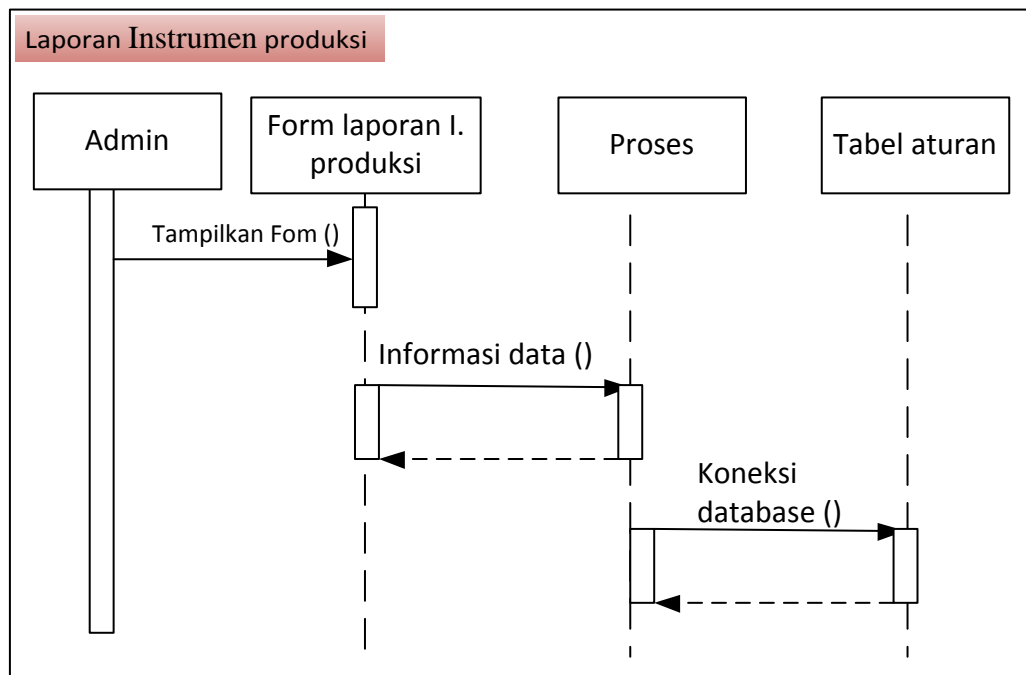 Laporan Instrumen produksi
Admin
Form laporan I.
produksi
Proses
Tabel aturan
Tampilkan Fom ()
Informasi data ()
Koneksi
database ()